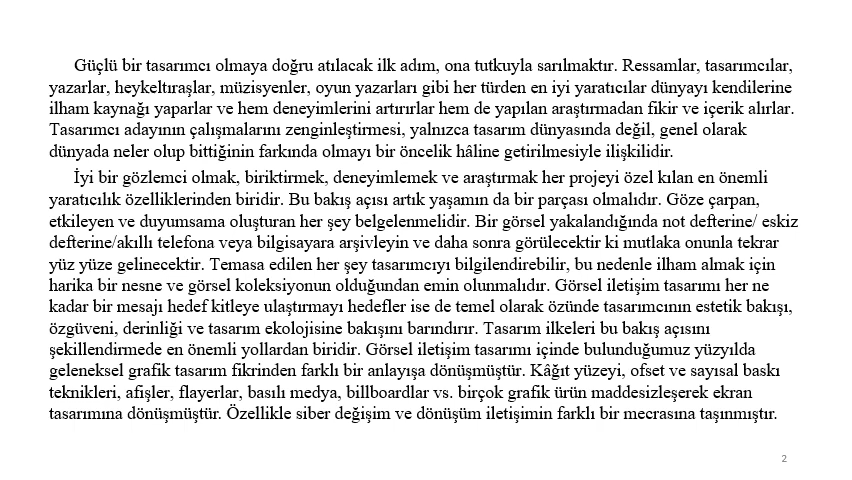 Güçlü bir tasarımcı olmaya doğru atılacak ilk adım, ona tutkuyla sarılmaktır. Ressamlar, tasarımcılar,
yazarlar, heykeltıraşlar, müzisyenler, oyun yazarları gibi her türden en iyi yaratıcılar dünyayı kendilerine
ilham kaynağı yaparlar ve hem deneyimlerini artırırlar hem de yapılan araştırmadan fikir ve içerik alırlar.
Tasarımcı adayının çalışmalarını zenginleştirmesi, yalnızca tasarım dünyasında değil, genel olarak
dünyada neler olup bittiğinin farkında olmayı bir öncelik hâline getirilmesiyle ilişkilidir.
İyi bir gözlemci olmak, biriktirmek, deneyimlemek ve araştırmak her projeyi özel kılan en önemli
yaratıcılık özelliklerinden biridir. Bu bakış açısı artık yaşamın da bir parçası olmalıdır. Göze çarpan,
etkileyen ve duyumsama oluşturan her şey belgelenmelidir. Bir görsel yakalandığında not defterine/ eskiz
defterine/akıllı telefona veya bilgisayara arşivleyin ve daha sonra görülecektir ki mutlaka onunla tekrar
yüz yüze gelinecektir. Temasa edilen her şey tasarımcıyı bilgilendirebilir, bu nedenle ilham almak için
harika bir nesne ve görsel koleksiyonun olduğundan emin olunmalıdır. Görsel iletişim tasarımı her ne
kadar bir mesajı hedef kitleye ulaştırmayı hedefler ise de temel olarak özünde tasarımcının estetik bakışı,
özgüveni, derinliği ve tasarım ekolojisine bakışını barındırır. Tasarım ilkeleri bu bakış açısını
şekillendirmede en önemli yollardan biridir. Görsel iletişim tasarımı içinde bulunduğumuz yüzyılda
geleneksel grafik tasarım fikrinden farklı bir anlayışa dönüşmüştür. Kâğıt yüzeyi, ofset ve sayısal baskı
teknikleri, afişler, flayerlar, basılı medya, billboardlar vs. birçok grafik ürün maddesizleşerek ekran
tasarımına dönüşmüştür. Özellikle siber değişim ve dönüşüm iletişimin farklı bir mecrasına taşınmıştır.
2